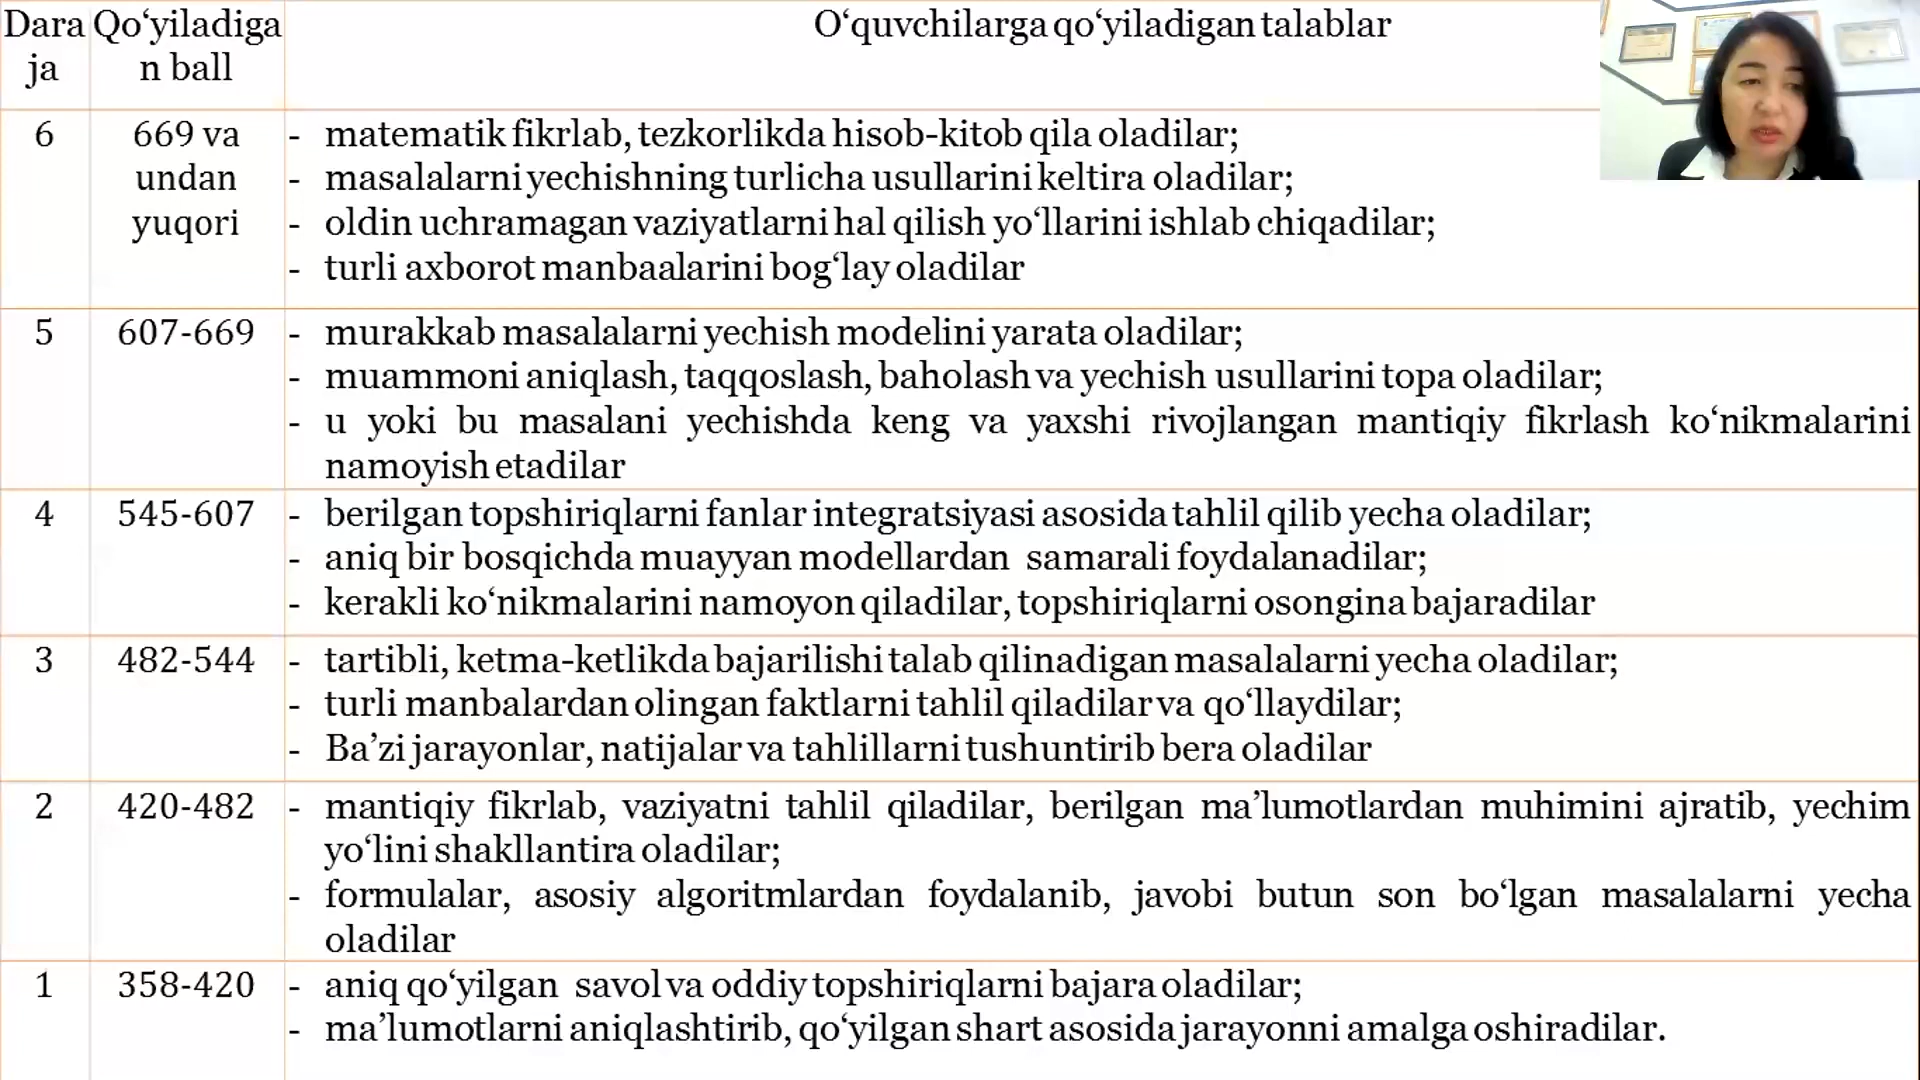 Dara Qo‘yiladiga O‘quvchilarga qo‘yiladigan talablar
ja n ball
6 669 va - matematik fikrlab, tezkorlikda hisob-kitob qila oladilar;
undan - masalalarni yechishning turlicha usullarini keltira oladilar;
yuqori - oldin uchramagan vaziyatlarni hal qilish yo‘llarini ishlab chiqadilar;
- turli axborot manbaalarini bog‘lay oladilar
5 607-669 - murakkab masalalarni yechish modelini yarata oladilar;
- muammoni aniqlash, taqqoslash, baholash va yechish usullarini topa oladilar;
- u yoki bu masalani yechishda keng va yaxshi rivojlangan mantiqiy fikrlash ko‘nikmalarini
namoyish etadilar
4 545-607 - berilgan topshiriqlarni fanlar integratsiyasi asosida tahlil qilib yecha oladilar;
- aniq bir bosqichda muayyan modellardan samarali foydalanadilar;
- kerakli ko‘nikmalarini namoyon qiladilar, topshiriqlarni osongina bajaradilar
3 482-544 - tartibli, ketma-ketlikda bajarilishi talab qilinadigan masalalarni yecha oladilar;
- turli manbalardan olingan faktlarni tahlil qiladilar va qo‘llaydilar;
- Ba’zi jarayonlar, natijalar va tahlillarni tushuntirib bera oladilar
2 420-482 - mantiqiy fikrlab, vaziyatni tahlil qiladilar, berilgan ma’lumotlardan muhimini ajratib, yechim
yo‘lini shakllantira oladilar;
- formulalar, asosiy algoritmlardan foydalanib, javobi butun son bo‘lgan masalalarni yecha
oladilar
1 358-420 - aniq qo‘yilgan savol va oddiy topshiriqlarni bajara oladilar;
- ma’lumotlarni aniqlashtirib, qo‘yilgan shart asosida jarayonni amalga oshiradilar.